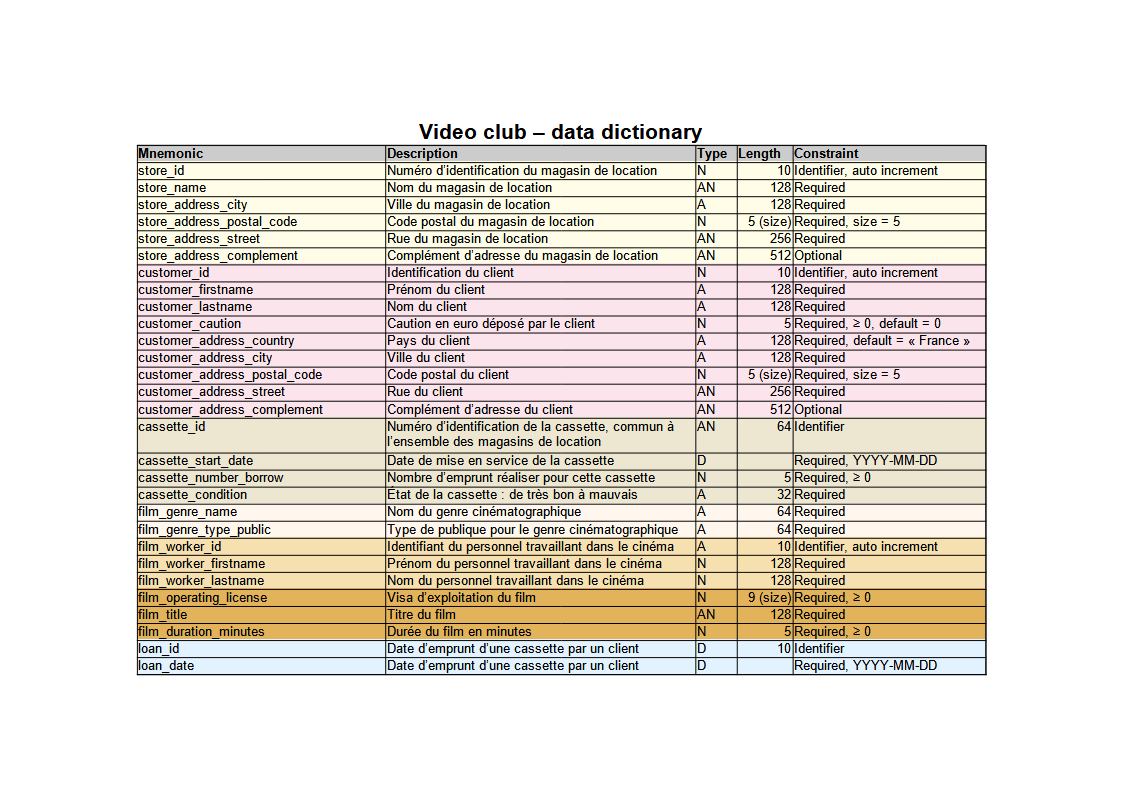 Video club – data dictionary
Mnemonic Description Type Length Constraint
store_id Numéro d'identification du magasin de location N 10 Identifier, auto increment
store_name Nom du magasin de location AN 128 Required
store_address_city Ville du magasin de location A 128 Required
store_address_postal_code Code postal du magasin de location N 5 (size) Required, size = 5
store_address_street Rue du magasin de location AN 256 Required
store_address_complement Complément d'adresse du magasin de location AN 512 Optional
customer_id Identification du client N 10 Identifier, auto increment
customer_firstname Prénom du client A 128 Required
customer_lastname Nom du client A 128 Required
customer_caution Caution en euro déposé par le client N 5 Required, ≥ 0, default = 0
customer_address_country Pays du client A 128 Required, default = « France »
customer_address_city Ville du client A 128 Required
customer_address_postal_code Code postal du client N 5 (size) Required, size = 5
customer_address_street Rue du client AN 256 Required
customer_address_complement Complément d'adresse du client AN 512 Optional
cassette_id Numéro d'identification de la cassette, commun à AN 64 Identifier
l'ensemble des magasins de location
cassette_start_date Date de mise en service de la cassette D Required, YYYY-MM-DD
cassette_number_borrow Nombre d'emprunt réaliser pour cette cassette N 5 Required, ≥ 0
cassette_condition État de la cassette : de très bon à mauvais A 32 Required
film_genre_name Nom du genre cinématographique A 64 Required
film_genre_type_public Type de publique pour le genre cinématographique A 64 Required
film_worker_id Identifiant du personnel travaillant dans le cinéma A 10 Identifier, auto increment
film_worker_firstname Prénom du personnel travaillant dans le cinéma N 128 Required
film_worker_lastname Nom du personnel travaillant dans le cinéma N 128 Required
film_operating_license Visa d'exploitation du film N 9 (size) Required, ≥ 0
film_title Titre du film AN 128 Required
film_duration_minutes Durée du film en minutes N 5 Required, ≥ 0
loan_id Date d'emprunt d'une cassette par un client D 10 Identifier
loan_date Date d'emprunt d'une cassette par un client D Required, YYYY-MM-DD